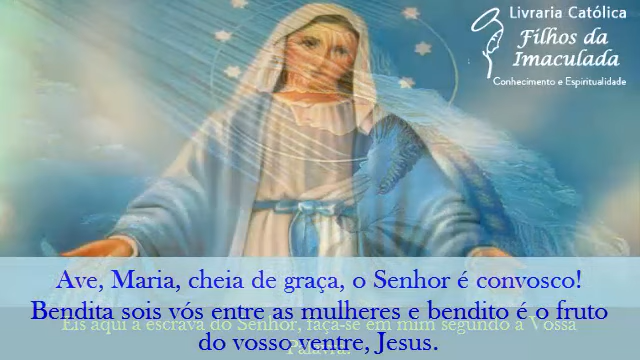 Livraria Católica
Filhos da
Imaculada
Conhecimento e Espiritualidade
Ave, Maria, cheia de graça, o Senhor é convosco!
Bendita sois vós entre as mulheres e bendito é o fruto
do vosso ventre, Jesus.
Eis aqui a escrava do Senhor, faça-se em mim segundo a Vossa
Palavra.